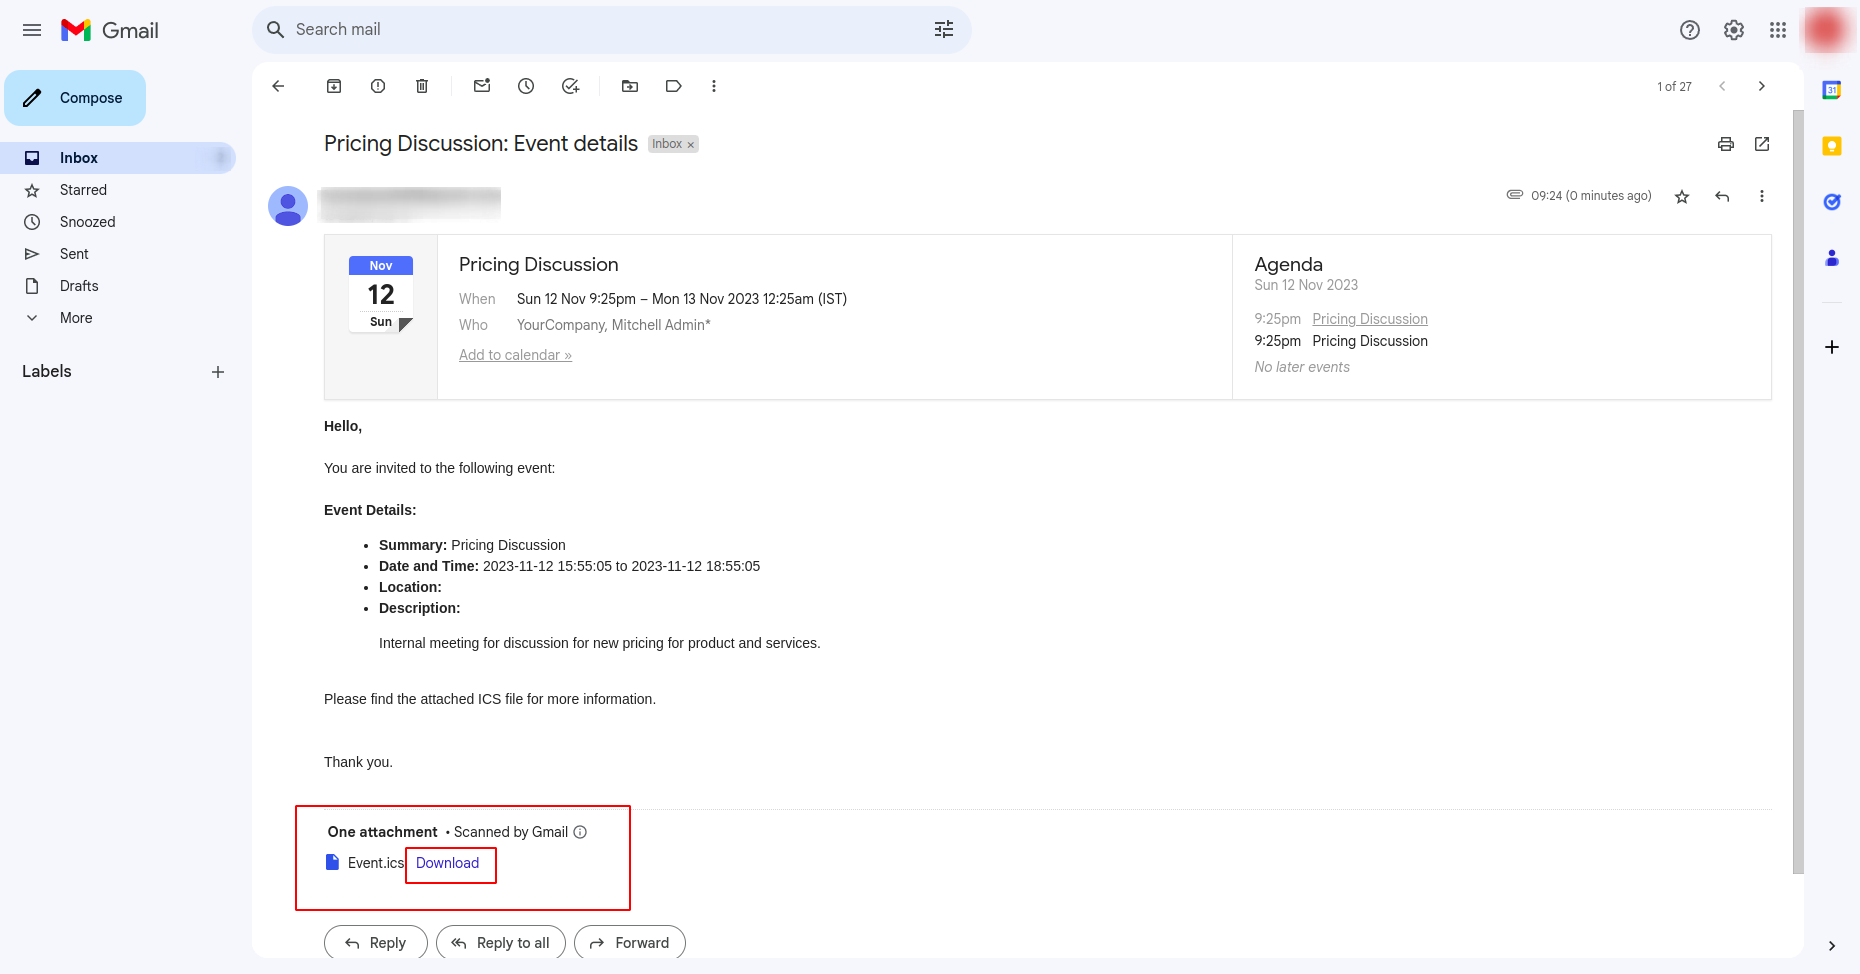 Gmail
Search mail
Compose
Inbox
Starred
Snoozed
Sent
Drafts
More
Labels
1 of 27
Pricing Discussion: Event details Inbox ×
09:24 (0 minutes ago)
Nov
12
Sun
Pricing Discussion
When Sun 12 Nov 9:25pm – Mon 13 Nov 2023 12:25am (IST)
Who YourCompany, Mitchell Admin*
Add to calendar »
Agenda
Sun 12 Nov 2023
9:25pm Pricing Discussion
9:25pm Pricing Discussion
No later events
Hello,
You are invited to the following event:
Event Details:
• Summary: Pricing Discussion
• Date and Time: 2023-11-12 15:55:05 to 2023-11-12 18:55:05
• Location:
• Description:
Internal meeting for discussion for new pricing for product and services.
Please find the attached ICS file for more information.
Thank you.
One attachment • Scanned by Gmail
Event.ics Download
Reply Reply to all Forward
31